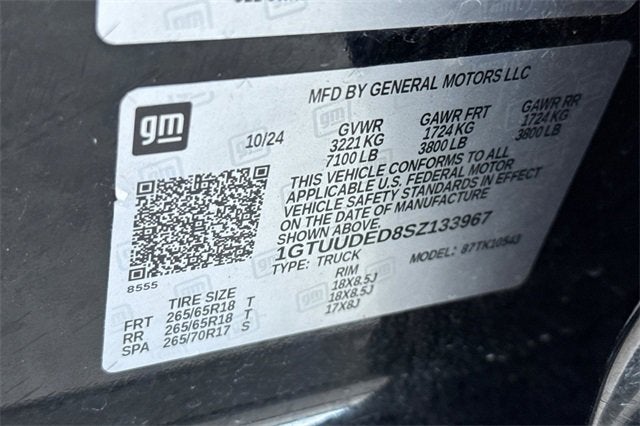 MFD BY GENERAL MOTORS LLC
gm
10/24
GVWR GAWR FRT GAWR RR
3221 KG 1724 KG 1724 KG
7100 LB 3800 LB 3800 LB
THIS VEHICLE CONFORMS TO ALL
APPLICABLE U.S. FEDERAL MOTOR
VEHICLE SAFETY STANDARDS IN EFFECT
ON THE DATE OF MANUFACTURE
SHOWN ABOVE.
1GTUUDED8SZ133967
TYPE: TRUCK MODEL: 87TK10543
8555
TIRE SIZE RIM
FRT 265/65R18 T 18X8.5J
RR 265/65R18 T 18X8.5J
SPA 265/70R17 S 17X8J